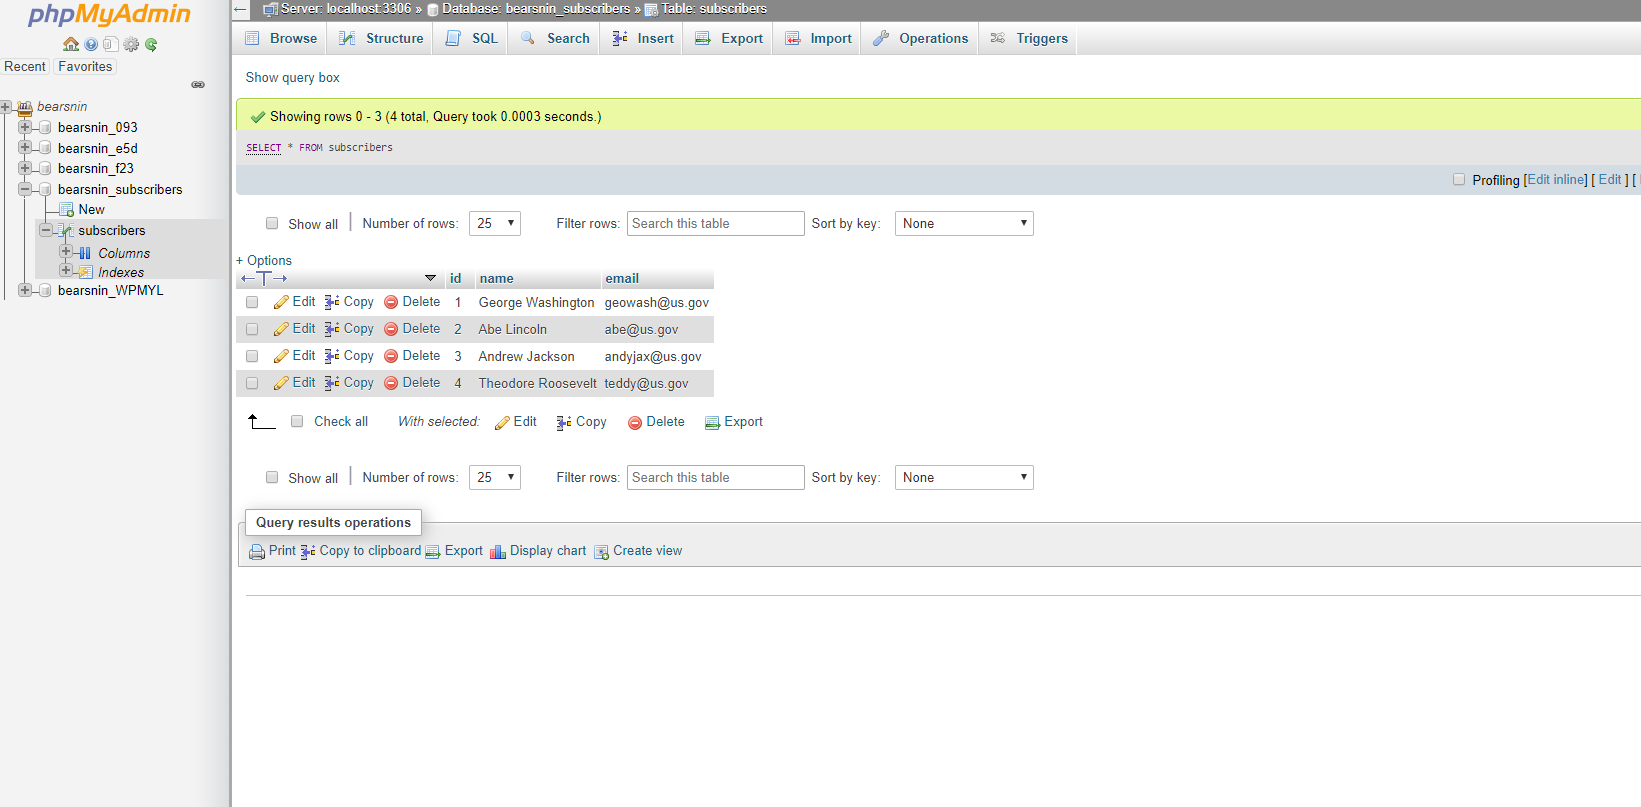 phpMyAdmin
Recent Favorites
bearsnin
bearsnin_093
bearsnin_e5d
bearsnin_f23
bearsnin_subscribers
New
subscribers
Columns
Indexes
bearsnin_WPMYL
Server: localhost:3306 » Database: bearsnin_subscribers » Table: subscribers
Browse Structure SQL Search Insert Export Import Operations Triggers
Show query box
Showing rows 0 - 3 (4 total, Query took 0.0003 seconds.)
SELECT * FROM subscribers
Profiling [Edit inline] [ Edit ] [
Show all Number of rows: 25 Filter rows: Search this table Sort by key: None
+ Options
←T→ id name email
Edit Copy Delete 1 George Washington geowash@us.gov
Edit Copy Delete 2 Abe Lincoln abe@us.gov
Edit Copy Delete 3 Andrew Jackson andyjax@us.gov
Edit Copy Delete 4 Theodore Roosevelt teddy@us.gov
Check all With selected: Edit Copy Delete Export
Show all Number of rows: 25 Filter rows: Search this table Sort by key: None
Query results operations
Print Copy to clipboard Export Display chart Create view